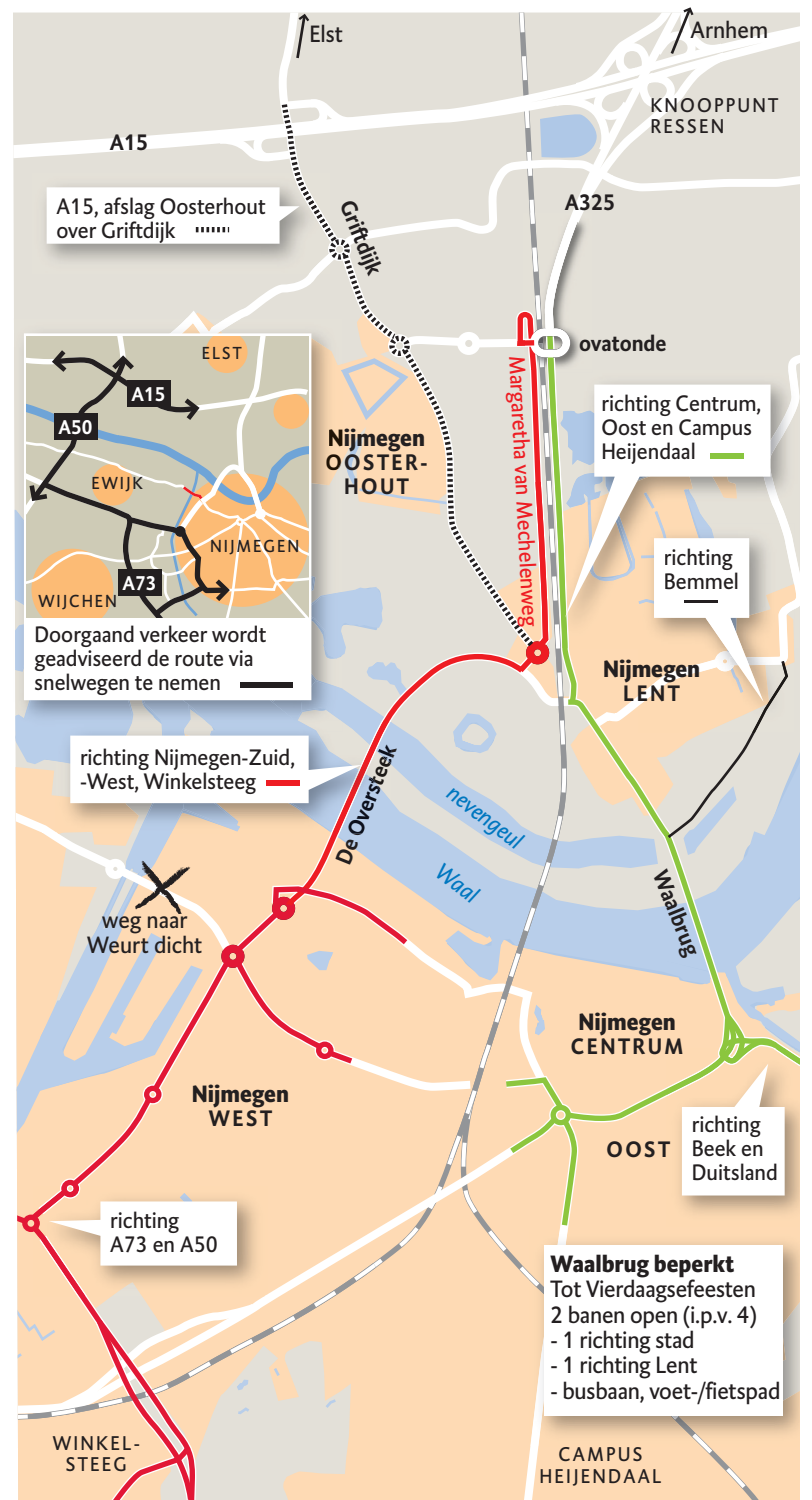 Elst
Arnhem
KNOOPPUNT
RESSEN
A15
A15, afslag Oosterhout
over Griftdijk
Griftdijk
A325
ovatonde
ELST
A15
A50
EWIJK
NIJMEGEN
A73
WIJCHEN
Doorgaand verkeer wordt
geadviseerd de route via
snelwegen te nemen
Nijmegen
OOSTER-
HOUT
Margaretha van Mechelenweg
richting Centrum,
Oost en Campus
Heijendaal
richting
Bemmel
Nijmegen
LENT
richting Nijmegen-Zuid,
-West, Winkelsteeg
De Oversteek
nevengeul
Waal
Waalbrug
weg naar
Weurt dicht
Nijmegen
CENTRUM
Nijmegen
WEST
OOST
richting
Beek en
Duitsland
richting
A73 en A50
Waalbrug beperkt
Tot Vierdaagsefeesten
2 banen open (i.p.v. 4)
- 1 richting stad
- 1 richting Lent
- busbaan, voet-/fietspad
WINKEL-
STEEG
CAMPUS
HEIJENDAAL